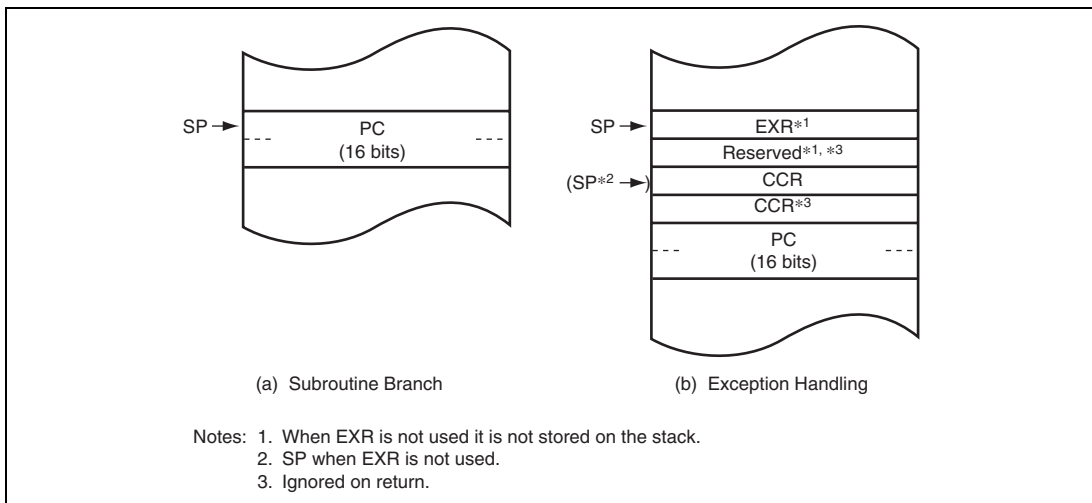 SP
PC
(16 bits)
(a) Subroutine Branch
SP
EXR*1
Reserved*1, *3
(SP*2 )
CCR
CCR*3
PC
(16 bits)
(b) Exception Handling
Notes: 1. When EXR is not used it is not stored on the stack.
2. SP when EXR is not used.
3. Ignored on return.